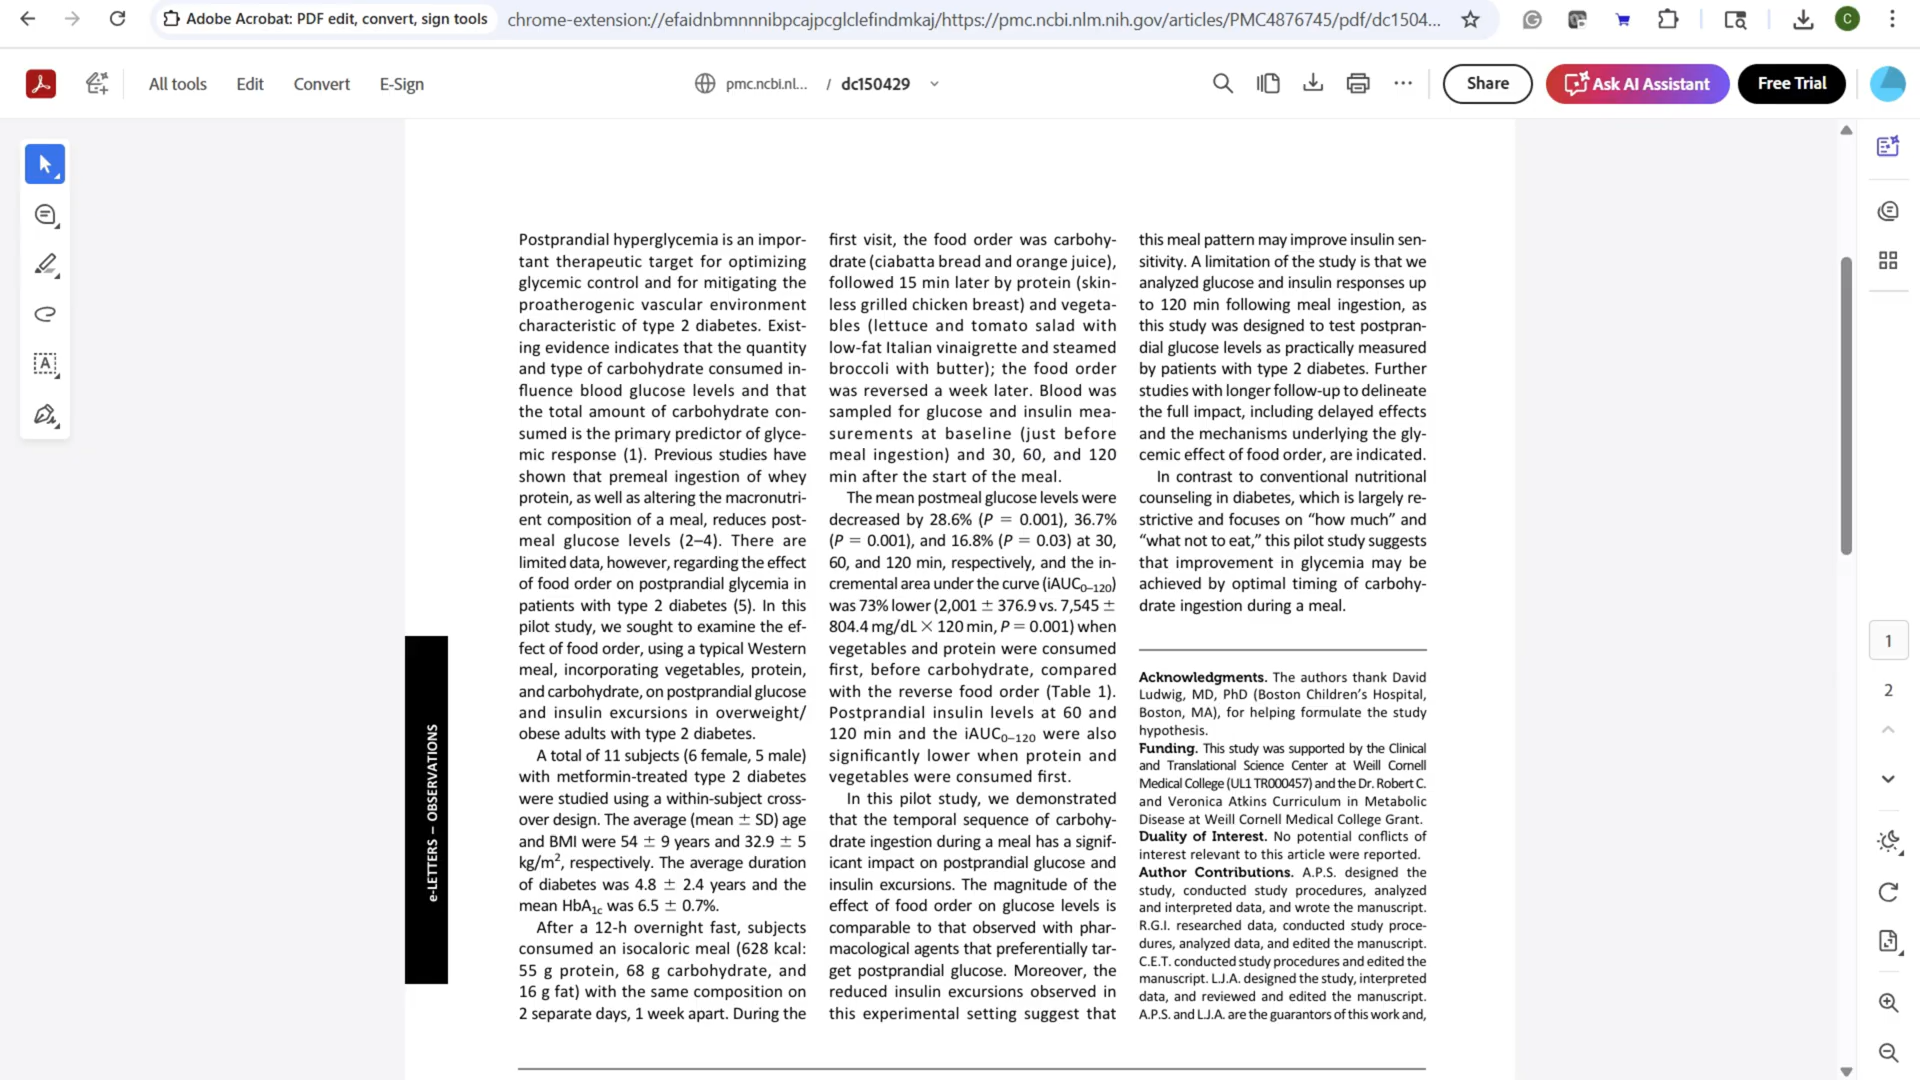 Adobe Acrobat: PDF edit, convert, sign tools
chrome-extension://efaidnbmnnnibpcajpcglclefindmkaj/https://pmc.ncbi.nlm.nih.gov/articles/PMC4876745/pdf/dc1504...
C
All tools
Edit
Convert
E-Sign
pmc.ncbi.nl...
/ dc150429
Share
Ask AI Assistant
Free Trial
Postprandial hyperglycemia is an impor-
tant therapeutic target for optimizing
glycemic control and for mitigating the
proatherogenic vascular environment
characteristic of type 2 diabetes. Exist-
ing evidence indicates that the quantity
and type of carbohydrate consumed in-
fluence blood glucose levels and that
the total amount of carbohydrate con-
sumed is the primary predictor of glyce-
mic response (1). Previous studies have
shown that premeal ingestion of whey
protein, as well as altering the macronutri-
ent composition of a meal, reduces post-
meal glucose levels (2–4). There are
limited data, however, regarding the effect
of food order on postprandial glycemia in
patients with type 2 diabetes (5). In this
pilot study, we sought to examine the ef-
fect of food order, using a typical Western
meal, incorporating vegetables, protein,
and carbohydrate, on postprandial glucose
and insulin excursions in overweight/
obese adults with type 2 diabetes.
A total of 11 subjects (6 female, 5 male)
with metformin-treated type 2 diabetes
were studied using a within-subject cross-
over design. The average (mean ± SD) age
and BMI were 54 ± 9 years and 32.9 ± 5
kg/m², respectively. The average duration
of diabetes was 4.8 ± 2.4 years and the
mean HbA1c was 6.5 ± 0.7%.
After a 12-h overnight fast, subjects
consumed an isocaloric meal (628 kcal:
55 g protein, 68 g carbohydrate, and
16 g fat) with the same composition on
2 separate days, 1 week apart. During the
first visit, the food order was carbohy-
drate (ciabatta bread and orange juice),
followed 15 min later by protein (skin-
less grilled chicken breast) and vegeta-
bles (lettuce and tomato salad with
low-fat Italian vinaigrette and steamed
broccoli with butter); the food order
was reversed a week later. Blood was
sampled for glucose and insulin mea-
surements at baseline (just before
meal ingestion) and 30, 60, and 120
min after the start of the meal.
The mean postmeal glucose levels were
decreased by 28.6% (P = 0.001), 36.7%
(P = 0.001), and 16.8% (P = 0.03) at 30,
60, and 120 min, respectively, and the in-
cremental area under the curve (iAUC0–120)
was 73% lower (2,001 ± 376.9 vs. 7,545 ±
804.4 mg/dL × 120 min, P = 0.001) when
vegetables and protein were consumed
first, before carbohydrate, compared
with the reverse food order (Table 1).
Postprandial insulin levels at 60 and
120 min and the iAUC0–120 were also
significantly lower when protein and
vegetables were consumed first.
In this pilot study, we demonstrated
that the temporal sequence of carbohy-
drate ingestion during a meal has a signif-
icant impact on postprandial glucose and
insulin excursions. The magnitude of the
effect of food order on glucose levels is
comparable to that observed with phar-
macological agents that preferentially tar-
get postprandial glucose. Moreover, the
reduced insulin excursions observed in
this experimental setting suggest that
this meal pattern may improve insulin sen-
sitivity. A limitation of the study is that we
analyzed glucose and insulin responses up
to 120 min following meal ingestion, as
this study was designed to test postpran-
dial glucose levels as practically measured
by patients with type 2 diabetes. Further
studies with longer follow-up to delineate
the full impact, including delayed effects
and the mechanisms underlying the gly-
cemic effect of food order, are indicated.
In contrast to conventional nutritional
counseling in diabetes, which is largely re-
strictive and focuses on “how much” and
“what not to eat,” this pilot study suggests
that improvement in glycemia may be
achieved by optimal timing of carbohy-
drate ingestion during a meal.
Acknowledgments. The authors thank David
Ludwig, MD, PhD (Boston Children’s Hospital,
Boston, MA), for helping formulate the study
hypothesis.
Funding. This study was supported by the Clinical
and Translational Science Center at Weill Cornell
Medical College (UL1 TR000457) and the Dr. Robert C.
and Veronica Atkins Curriculum in Metabolic
Disease at Weill Cornell Medical College Grant.
Duality of Interest. No potential conflicts of
interest relevant to this article were reported.
Author Contributions. A.P.S. designed the
study, conducted study procedures, analyzed
and interpreted data, and wrote the manuscript.
R.G.I. researched data, conducted study proce-
dures, analyzed data, and edited the manuscript.
C.E.T. conducted study procedures and edited the
manuscript. L.J.A. designed the study, interpreted
data, and reviewed and edited the manuscript.
A.P.S. and L.J.A. are the guarantors of this work and,
e-LETTERS – OBSERVATIONS
1
2